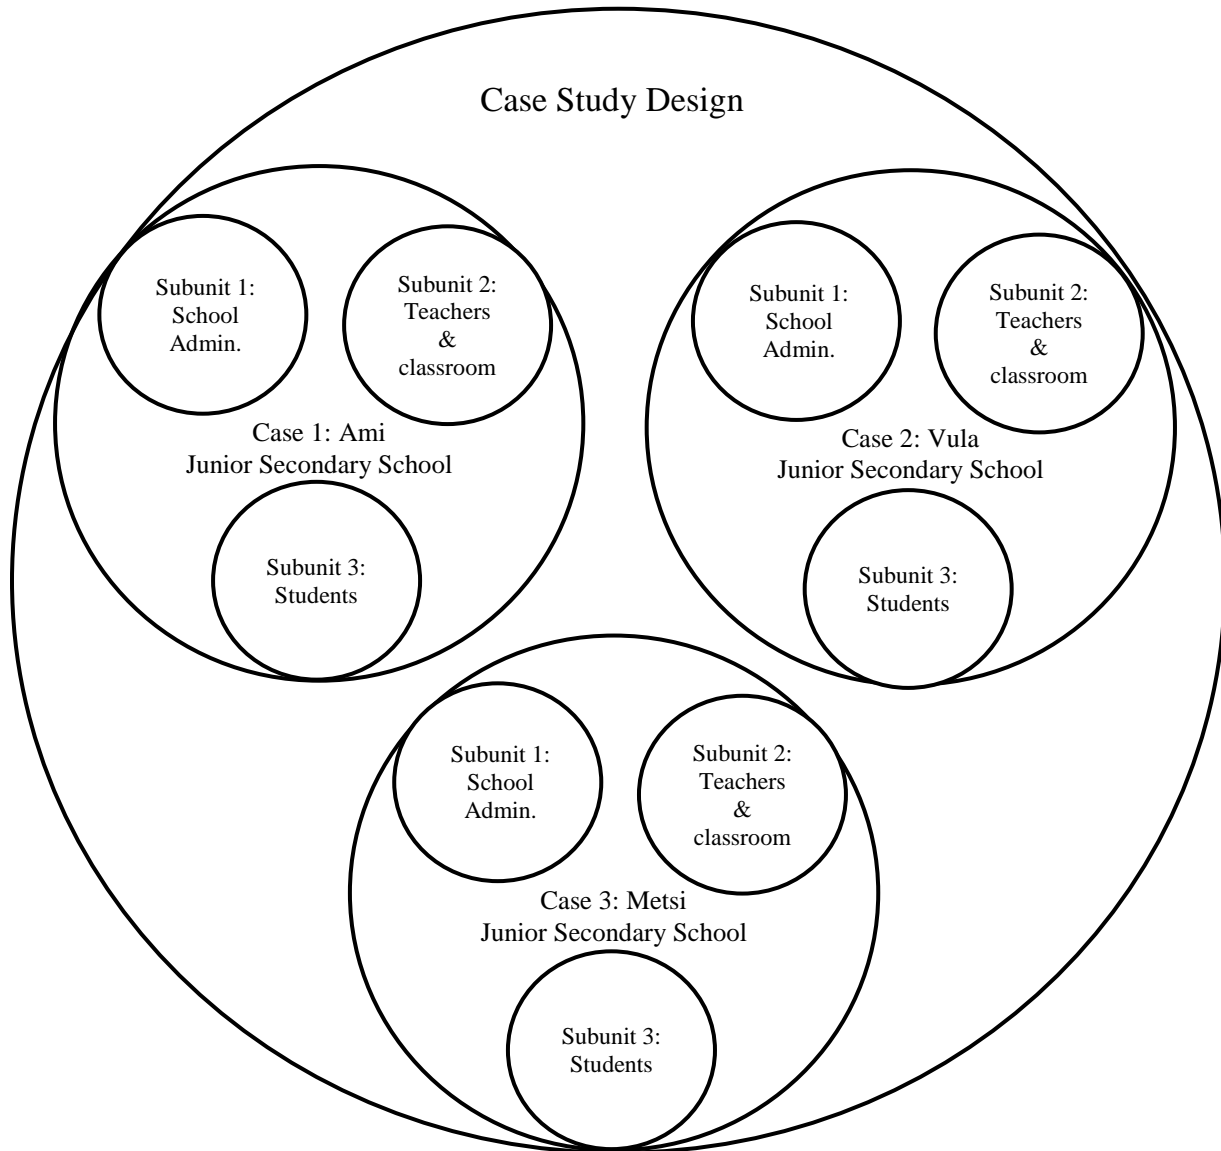 Case Study Design
Subunit 1:
School
Admin.
Subunit 2:
Teachers
&
classroom
Case 1: Ami
Junior Secondary School
Subunit 3:
Students
Subunit 1:
School
Admin.
Subunit 2:
Teachers
&
classroom
Case 2: Vula
Junior Secondary School
Subunit 3:
Students
Subunit 1:
School
Admin.
Subunit 2:
Teachers
&
classroom
Case 3: Metsi
Junior Secondary School
Subunit 3:
Students